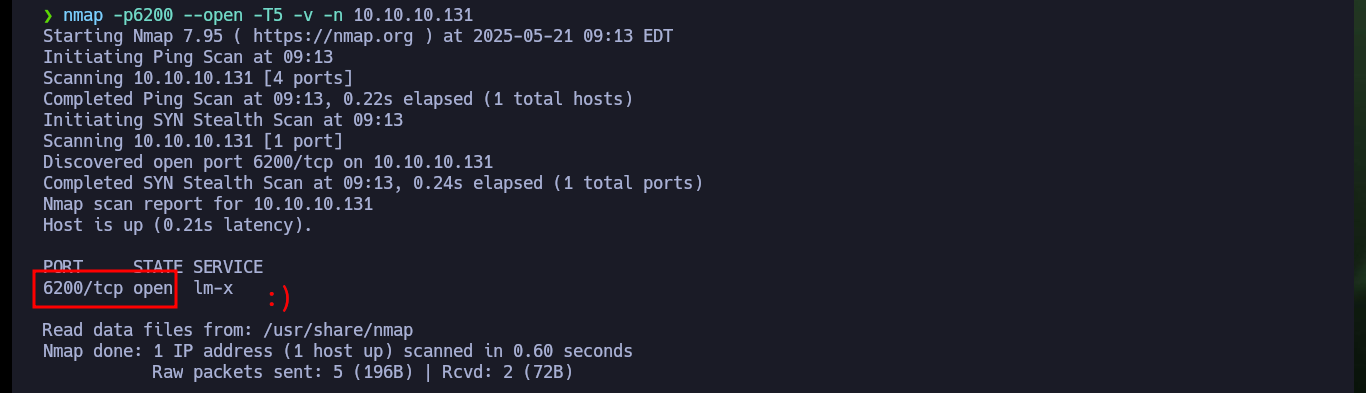 ❯ nmap -p6200 --open -T5 -v -n 10.10.10.131
Starting Nmap 7.95 ( https://nmap.org ) at 2025-05-21 09:13 EDT
Initiating Ping Scan at 09:13
Scanning 10.10.10.131 [4 ports]
Completed Ping Scan at 09:13, 0.22s elapsed (1 total hosts)
Initiating SYN Stealth Scan at 09:13
Scanning 10.10.10.131 [1 port]
Discovered open port 6200/tcp on 10.10.10.131
Completed SYN Stealth Scan at 09:13, 0.24s elapsed (1 total ports)
Nmap scan report for 10.10.10.131
Host is up (0.21s latency).
PORT     STATE SERVICE
6200/tcp open  lm-x :)
Read data files from: /usr/share/nmap
Nmap done: 1 IP address (1 host up) scanned in 0.60 seconds
Raw packets sent: 5 (196B) | Rcvd: 2 (72B)